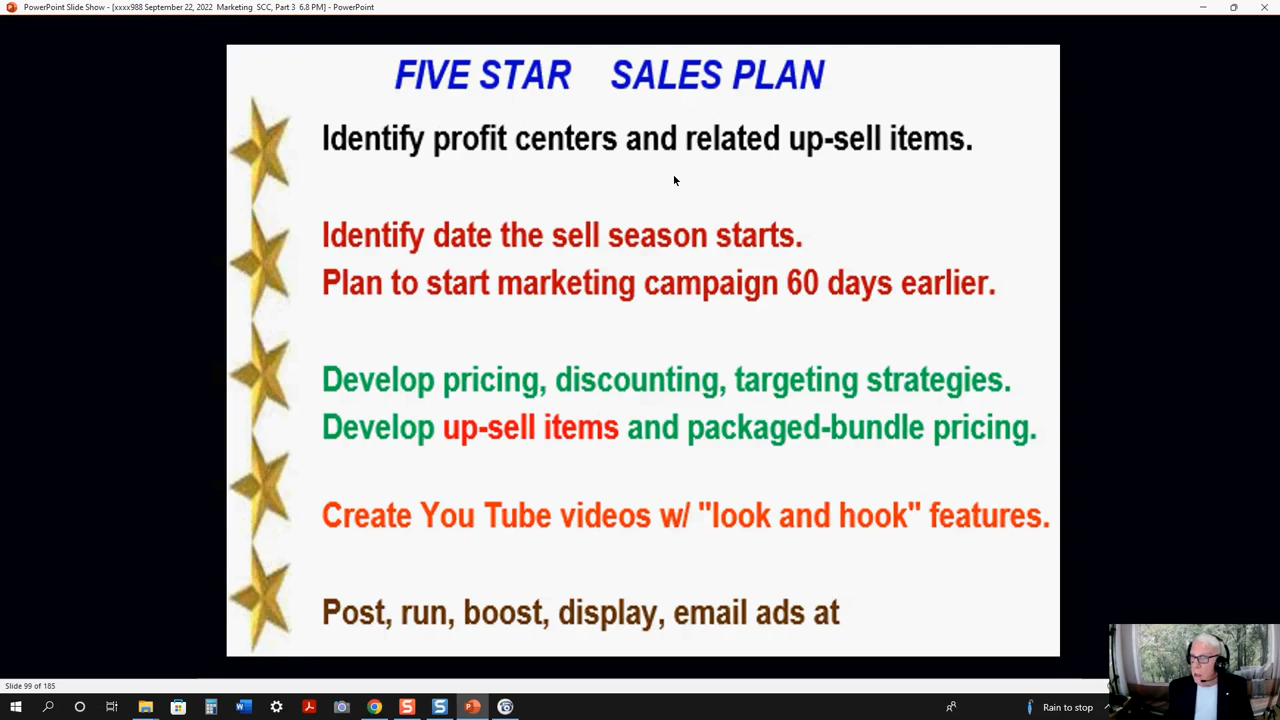 PowerPoint Slide Show - [xxxx988 September 22, 2022 Marketing SCC, Part 3 6.8 PM] - PowerPoint
FIVE STAR SALES PLAN
Identify profit centers and related up-sell items.
Identify date the sell season starts.
Plan to start marketing campaign 60 days earlier.
Develop pricing, discounting, targeting strategies.
Develop up-sell items and packaged-bundle pricing.
Create You Tube videos w/ "look and hook" features.
Post, run, boost, display, email ads at
Slide 99 of 185
Rain to stop